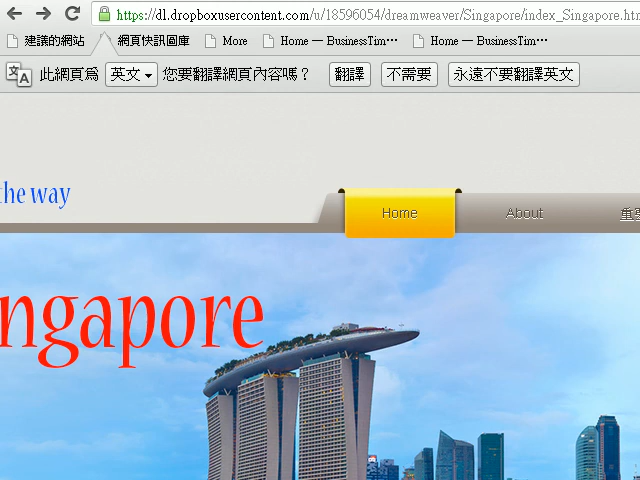 https://dl.dropboxusercontent.com/u/18596054/dreamweaver/Singapore/index_Singapore.htm
建議的網站 網頁快訊圖庫 More Home — BusinessTim… Home — BusinessTim…
此網頁為 英文 您要翻譯網頁內容嗎？ 翻譯 不需要 永遠不要翻譯英文
the way
Home About
ngapore